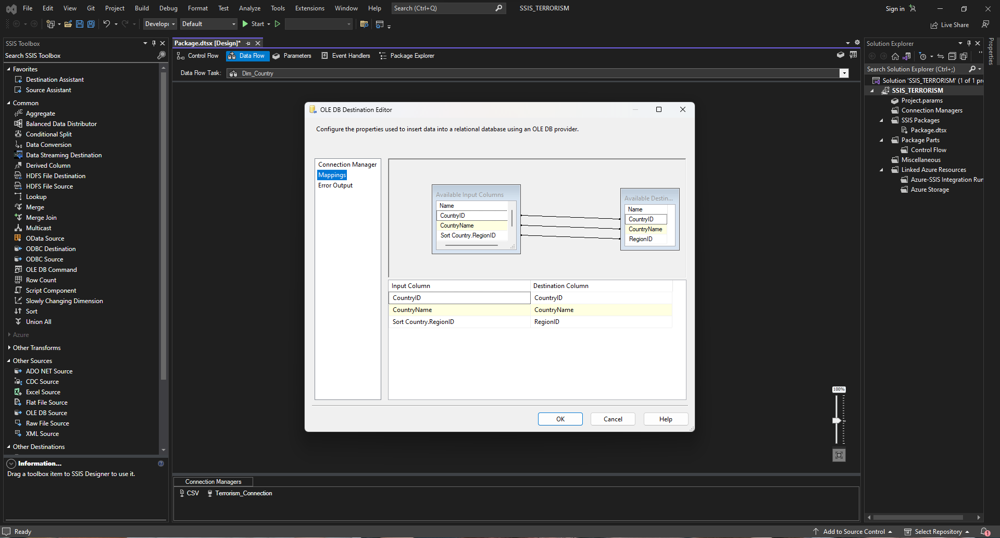 File Edit View Git Project Build Debug Format Test Analyze Tools Extensions Window Help Search (Ctrl+Q) SSIS_TERRORISM Sign in
Develop Default Start Live Share
SSIS Toolbox
Search SSIS Toolbox
Favorites
Destination Assistant
Source Assistant
Common
Aggregate
Balanced Data Distributor
Conditional Split
Data Conversion
Data Streaming Destination
Derived Column
HDFS File Destination
HDFS File Source
Lookup
Merge
Merge Join
Multicast
OData Source
ODBC Destination
ODBC Source
OLE DB Command
Row Count
Script Component
Slowly Changing Dimension
Sort
Union All
Azure
Other Transforms
Other Sources
ADO NET Source
CDC Source
Excel Source
Flat File Source
OLE DB Source
Raw File Source
XML Source
Other Destinations
Information...
Drag a toolbox item to SSIS Designer to use it.
Package.dtsx [Design]*
Control Flow Data Flow Parameters Event Handlers Package Explorer
Data Flow Task: Dim_Country
OLE DB Destination Editor
Configure the properties used to insert data into a relational database using an OLE DB provider.
Connection Manager
Mappings
Error Output
Available Input Columns
Name
CountryID
CountryName
Sort Country.RegionID
Available Destin...
Name
CountryID
CountryName
RegionID
Input Column Destination Column
CountryID CountryID
CountryName CountryName
Sort Country.RegionID RegionID
OK Cancel Help
100%
Connection Managers
CSV Terrorism_Connection
Solution Explorer
Search Solution Explorer (Ctrl+;)
Solution 'SSIS_TERRORISM' (1 of 1 pr
SSIS_TERRORISM
Project.params
Connection Managers
SSIS Packages
Package.dtsx
Package Parts
Control Flow
Miscellaneous
Linked Azure Resources
Azure-SSIS Integration Run
Azure Storage
Properties
Ready Add to Source Control Select Repository 1